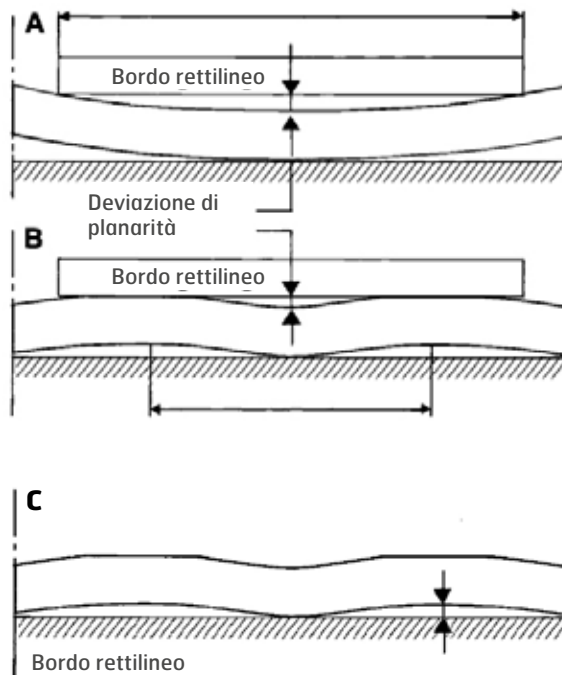 A
Bordo rettilineo
Deviazione di
planarità
B
Bordo rettilineo
C
Bordo rettilineo